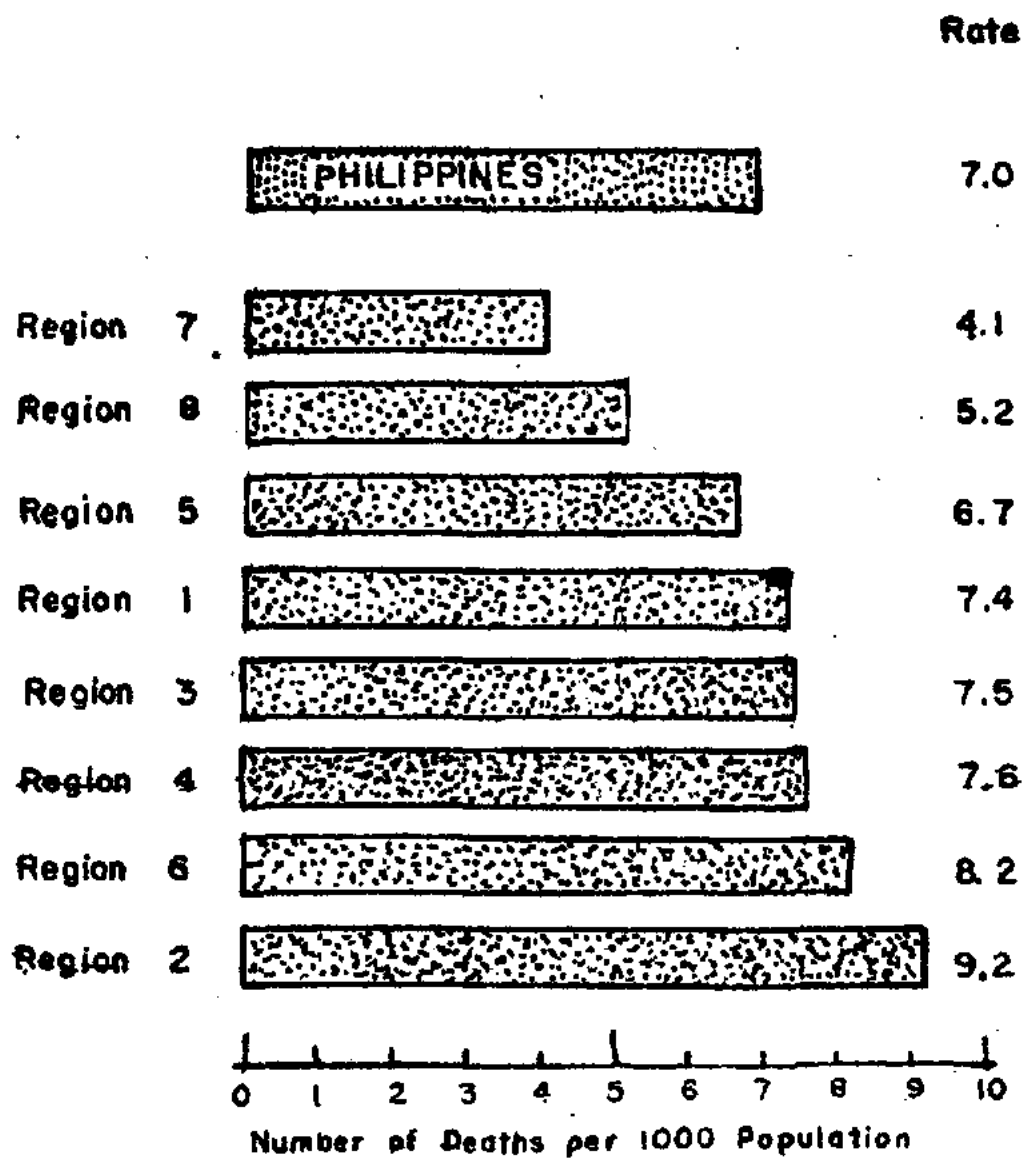 Rate
PHILIPPINES 7.0
Region 7 4.1
Region 8 5.2
Region 5 6.7
Region 1 7.4
Region 3 7.5
Region 4 7.6
Region 6 8.2
Region 2 9.2
0 1 2 3 4 5 6 7 8 9 10
Number of Deaths per 1000 Population